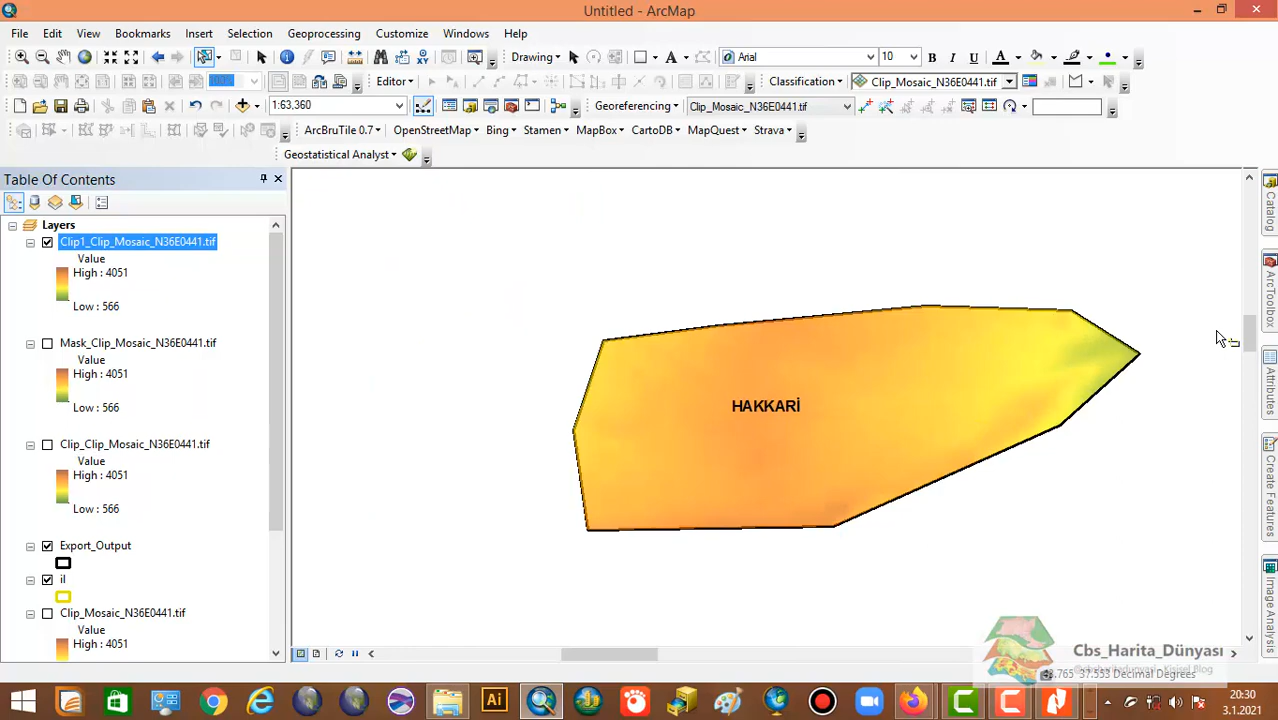 Untitled - ArcMap
File Edit View Bookmarks Insert Selection Geoprocessing Customize Windows Help
Drawing Arial 10 B I U A
Editor Classification Clip_Mosaic_N36E0441.tif
1:63,360 Georeferencing Clip_Mosaic_N36E0441.tif
ArcBruTile 0.7 OpenStreetMap Bing Stamen MapBox CartoDB MapQuest Strava
Geostatistical Analyst
Table Of Contents
Layers
Clip1_Clip_Mosaic_N36E0441.tif
Value
High : 4051
Low : 566
Mask_Clip_Mosaic_N36E0441.tif
Value
High : 4051
Low : 566
Clip_Clip_Mosaic_N36E0441.tif
Value
High : 4051
Low : 566
Export_Output
il
Clip_Mosaic_N36E0441.tif
Value
High : 4051
HAKKARİ
Catalog
ArcToolbox
Attributes
Create Features
Image Analysis
Cbs_Harita_Dünyası
37.553 Decimal Degrees
Ai
20:30
3.1.2021